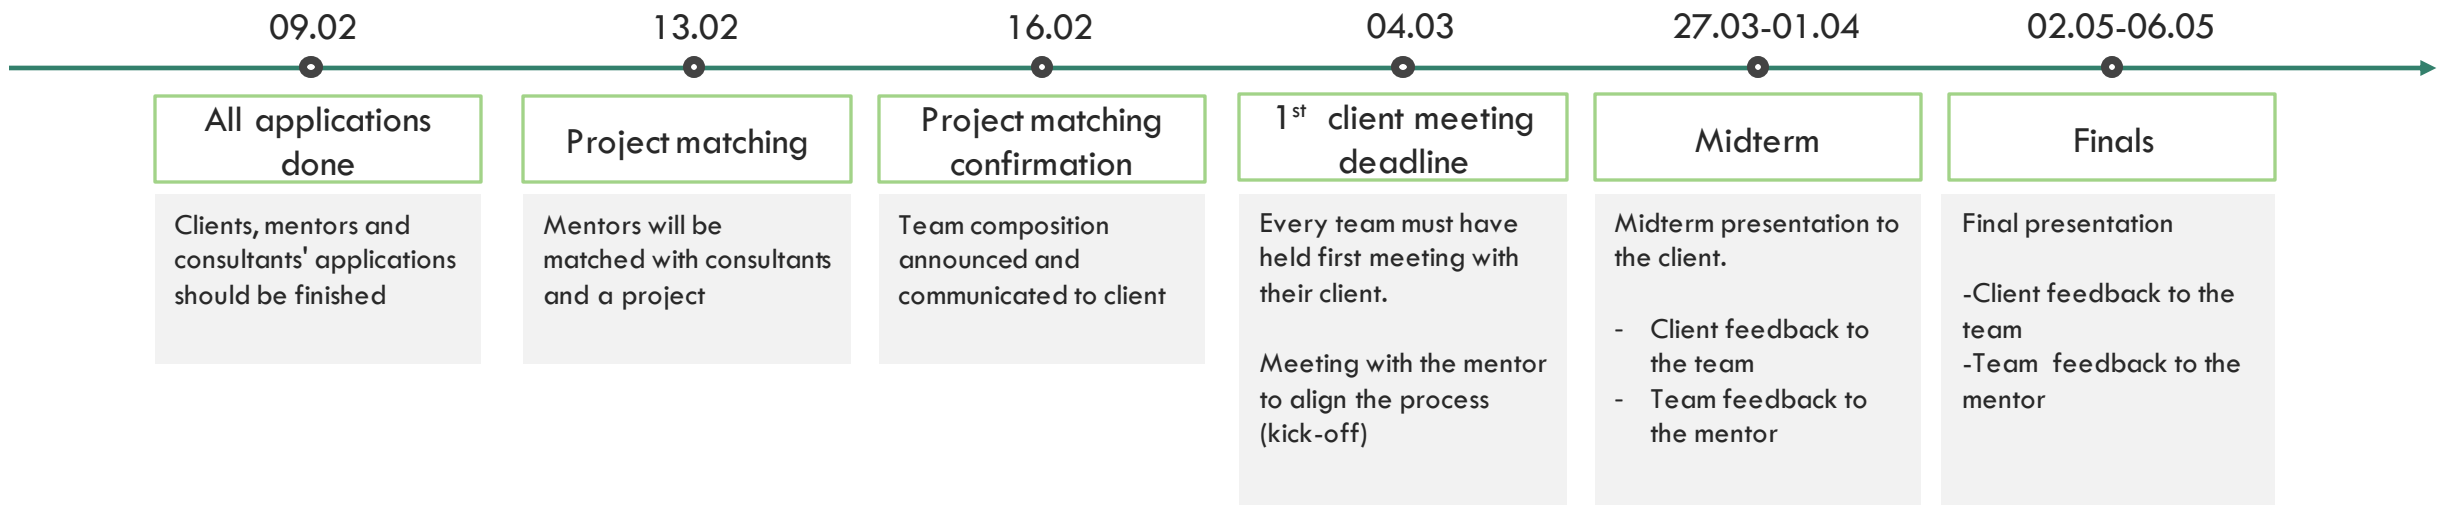 09.02
All applications
done
Clients, mentors and
consultants' applications
should be finished
13.02
Project matching
Mentors will be
matched with consultants
and a project
16.02
Project matching
confirmation
Team composition
announced and
communicated to client
04.03
1st client meeting
deadline
Every team must have
held first meeting with
their client.
Meeting with the mentor
to align the process
(kick-off)
27.03-01.04
Midterm
Midterm presentation to
the client.
- Client feedback to
the team
- Team feedback to
the mentor
02.05-06.05
Finals
Final presentation
-Client feedback to the
team
-Team feedback to the
mentor